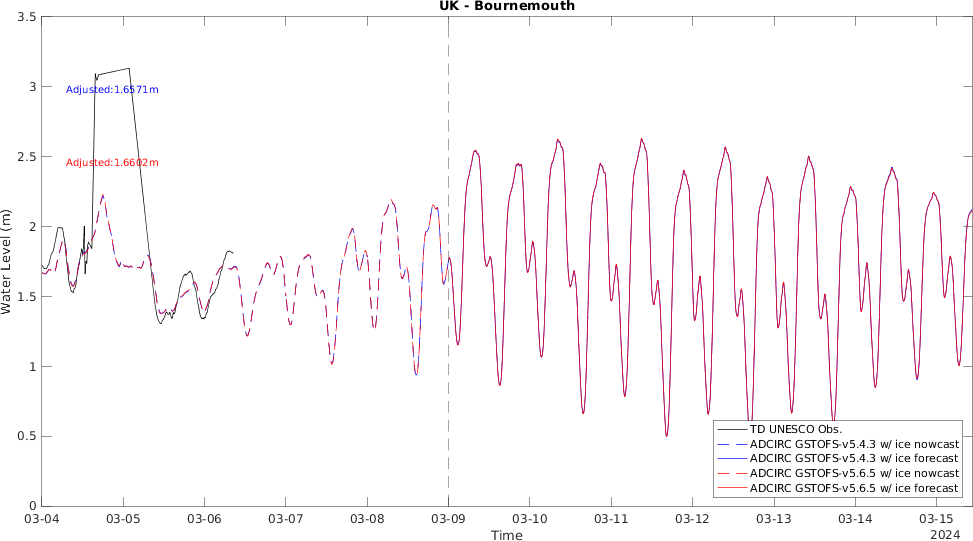 UK - Bournemouth
3.5
3
2.5
2
1.5
1
0.5
0
Water Level (m)
Adjusted:1.6571m
Adjusted:1.6602m
TD UNESCO Obs.
ADCIRC GSTOFS-v5.4.3 w/ ice nowcast
ADCIRC GSTOFS-v5.4.3 w/ ice forecast
ADCIRC GSTOFS-v5.6.5 w/ ice nowcast
ADCIRC GSTOFS-v5.6.5 w/ ice forecast
03-04 03-05 03-06 03-07 03-08 03-09 03-10 03-11 03-12 03-13 03-14 03-15
Time
2024